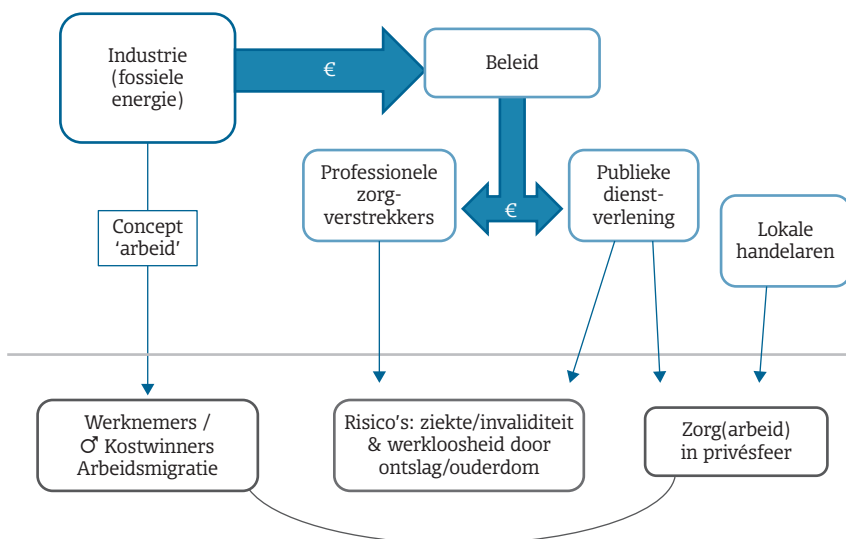 Industrie
(fossiele
energie)
€
Beleid
Professionele
zorg-
verstrekkers
€
Publieke
dienst-
verlening
Lokale
handelaren
Concept
‘arbeid’
Werknemers /
♂ Kostwinners
Arbeidsmigratie
Risico's: ziekte/invaliditeit
& werkloosheid door
ontslag/ouderdom
Zorg(arbeid)
in privésfeer